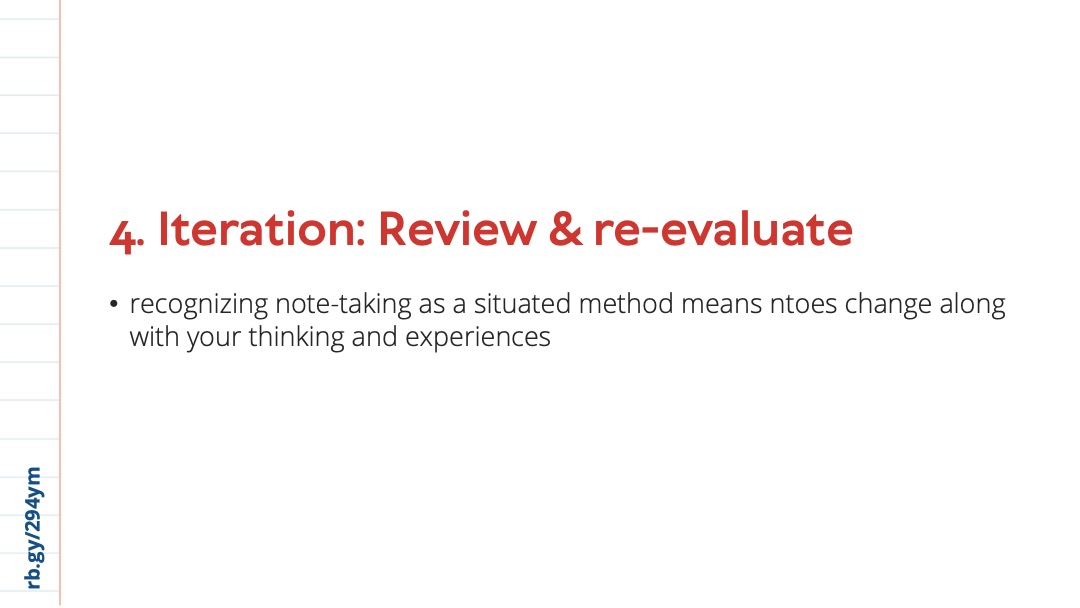 4. Iteration: Review & re-evaluate
• recognizing note-taking as a situated method means ntoes change along
with your thinking and experiences
rb.gy/294ym